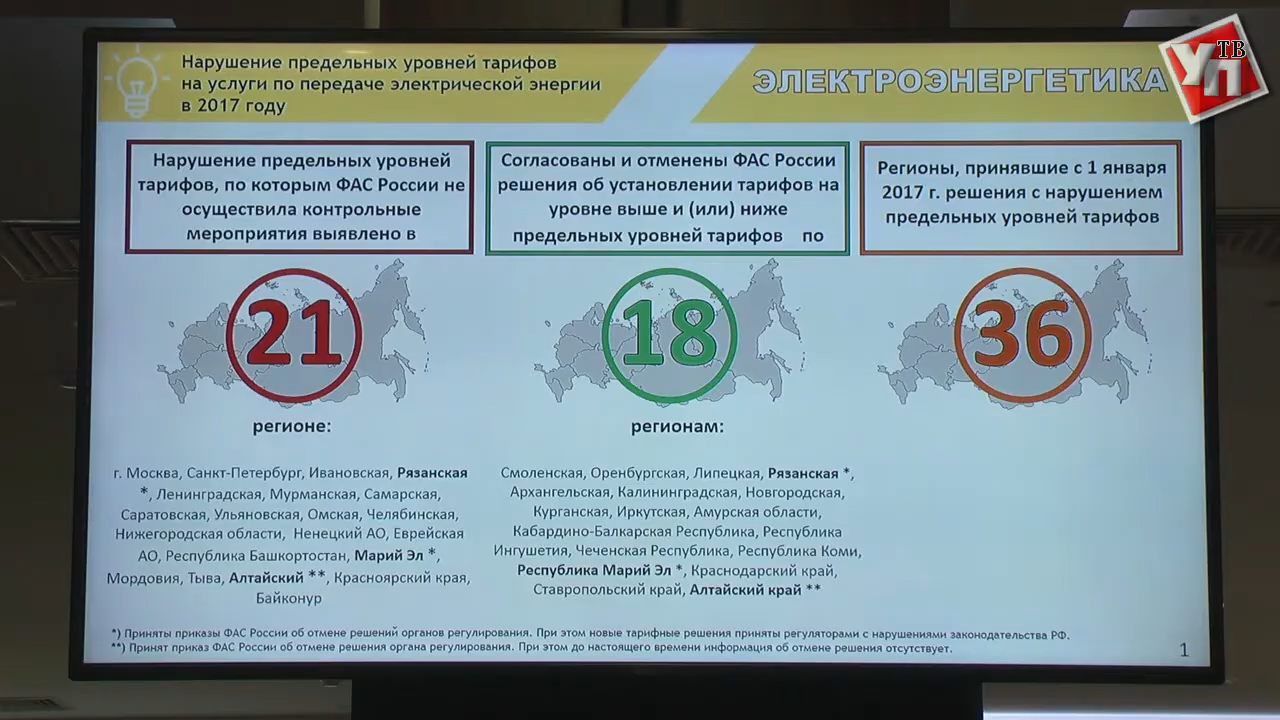 Нарушение предельных уровней тарифов
на услуги по передаче электрической энергии
в 2017 году
ЭЛЕКТРОЭНЕРГЕТИКА
УП ТВ
Нарушение предельных уровней
тарифов, по которым ФАС России не
осуществила контрольные
мероприятия выявлено в
21
регионе:
г. Москва, Санкт-Петербург, Ивановская, Рязанская
*, Ленинградская, Мурманская, Самарская,
Саратовская, Ульяновская, Омская, Челябинская,
Нижегородская области, Ненецкий АО, Еврейская
АО, Республика Башкортостан, Марий Эл *,
Мордовия, Тыва, Алтайский **, Красноярский края,
Байконур
Согласованы и отменены ФАС России
решения об установлении тарифов на
уровне выше и (или) ниже
предельных уровней тарифов по
18
регионам:
Смоленская, Оренбургская, Липецкая, Рязанская *,
Архангельская, Калининградская, Новгородская,
Курганская, Иркутская, Амурская области,
Кабардино-Балкарская Республика, Республика
Ингушетия, Чеченская Республика, Республика Коми,
Республика Марий Эл *, Краснодарский край,
Ставропольский край, Алтайский край **
Регионы, принявшие с 1 января
2017 г. решения с нарушением
предельных уровней тарифов
36
*) Приняты приказы ФАС России об отмене решений органов регулирования. При этом новые тарифные решения приняты регуляторами с нарушениями законодательства РФ.
**) Принят приказ ФАС России об отмене решения органа регулирования. При этом до настоящего времени информация об отмене решения отсутствует.
1